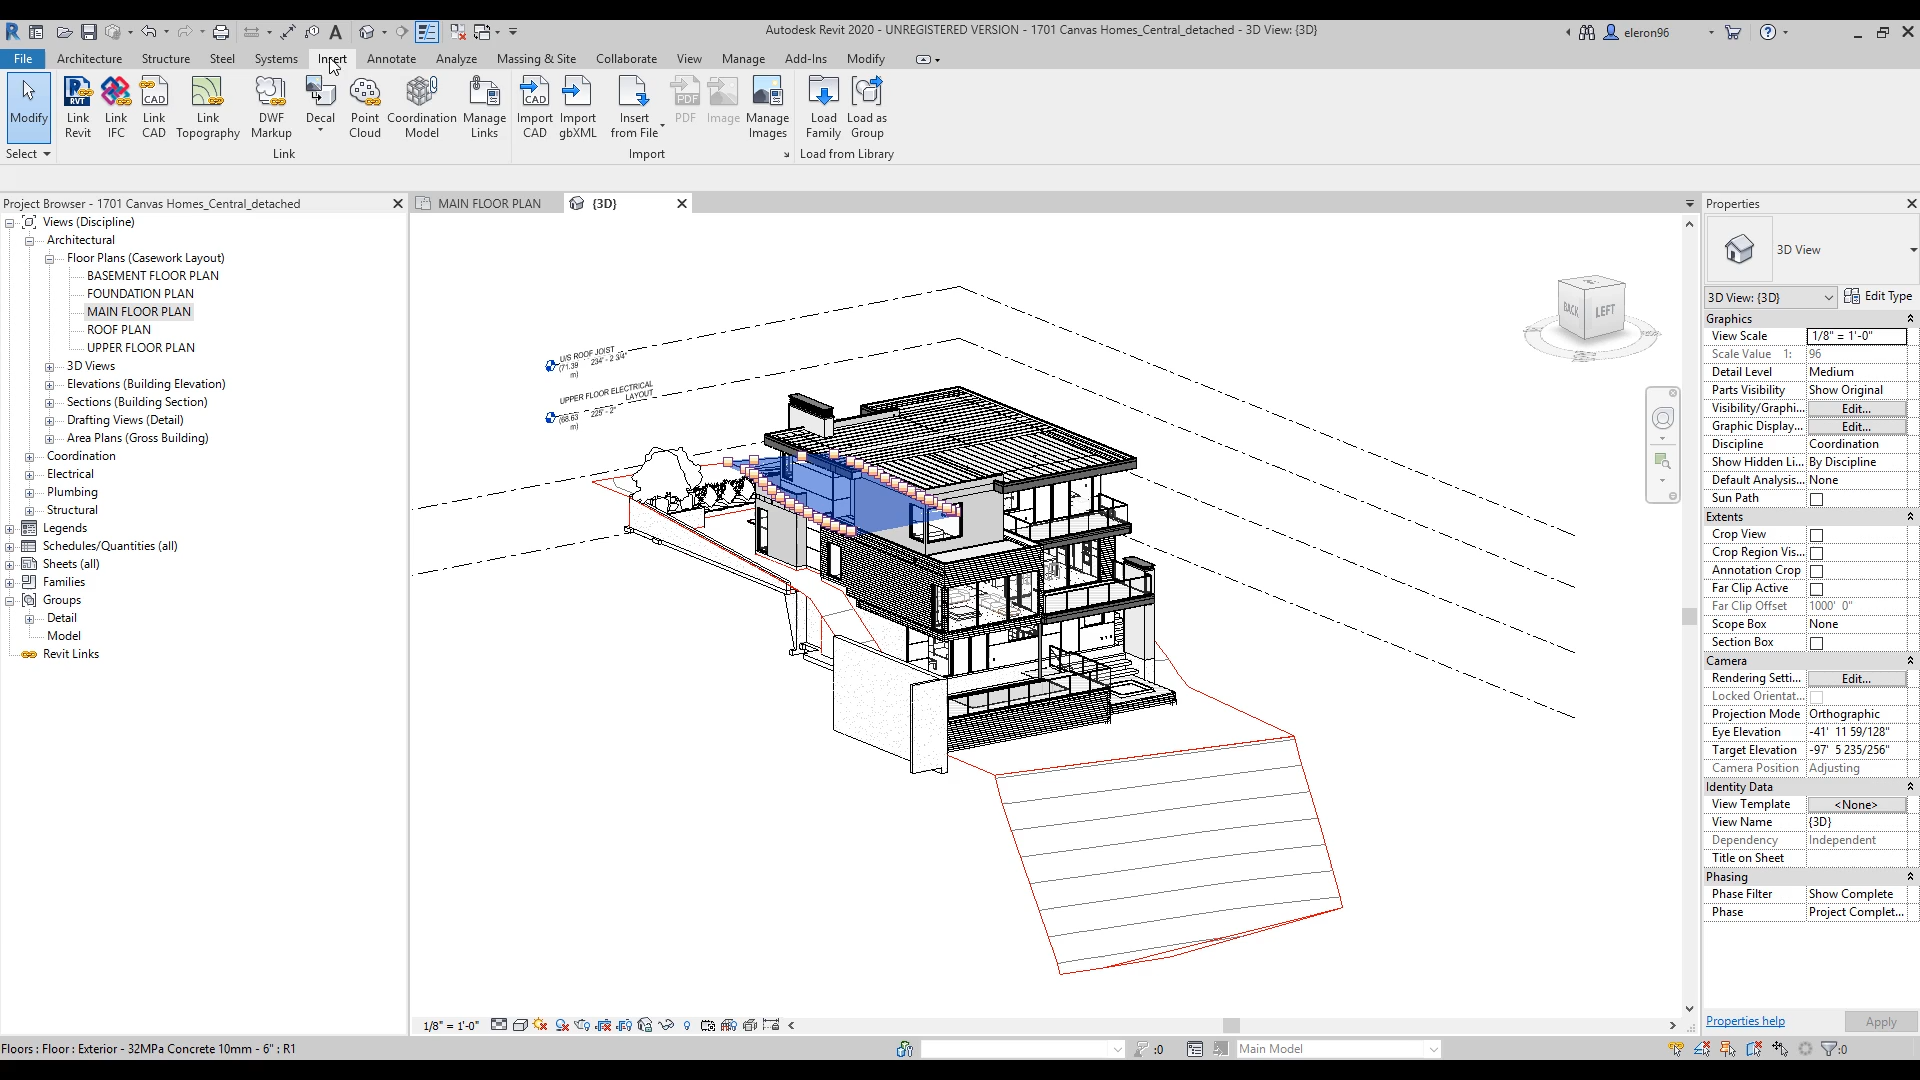 Autodesk Revit 2020 - UNREGISTERED VERSION - 1701 Canvas Homes_Central_detached - 3D View: {3D}
eleron96
File Architecture Structure Steel Systems Insert Annotate Analyze Massing & Site Collaborate View Manage Add-Ins Modify
Modify
Link Revit
Link IFC
Link CAD
Link Topography
DWF Markup
Decal
Point Cloud
Coordination Model
Manage Links
Import CAD
Import gbXML
Insert from File
PDF
Image
Manage Images
Load Family
Load as Group
Select Link Import Load from Library
Project Browser - 1701 Canvas Homes_Central_detached
Views (Discipline)
Architectural
Floor Plans (Casework Layout)
BASEMENT FLOOR PLAN
FOUNDATION PLAN
MAIN FLOOR PLAN
ROOF PLAN
UPPER FLOOR PLAN
3D Views
Elevations (Building Elevation)
Sections (Building Section)
Drafting Views (Detail)
Area Plans (Gross Building)
Coordination
Electrical
Plumbing
Structural
Legends
Schedules/Quantities (all)
Sheets (all)
Families
Groups
Detail
Model
Revit Links
MAIN FLOOR PLAN {3D}
U/S ROOF JOIST
(71.39 m) 234' - 2 3/4"
UPPER FLOOR ELECTRICAL LAYOUT
(68.63 m) 225' - 2"
BACK LEFT
Properties
3D View
3D View: {3D} Edit Type
Graphics
View Scale 1/8" = 1'-0"
Scale Value 1: 96
Detail Level Medium
Parts Visibility Show Original
Visibility/Graphi... Edit...
Graphic Display... Edit...
Discipline Coordination
Show Hidden Li... By Discipline
Default Analysis... None
Sun Path
Extents
Crop View
Crop Region Vis...
Annotation Crop
Far Clip Active
Far Clip Offset 1000' 0"
Scope Box None
Section Box
Camera
Rendering Setti... Edit...
Locked Orientat...
Projection Mode Orthographic
Eye Elevation -41' 11 59/128"
Target Elevation -97' 5 235/256"
Camera Position Adjusting
Identity Data
View Template <None>
View Name {3D}
Dependency Independent
Title on Sheet
Phasing
Phase Filter Show Complete
Phase Project Complet...
Properties help Apply
1/8" = 1'-0"
Floors : Floor : Exterior - 32MPa Concrete 10mm - 6" : R1
:0
Main Model
:0